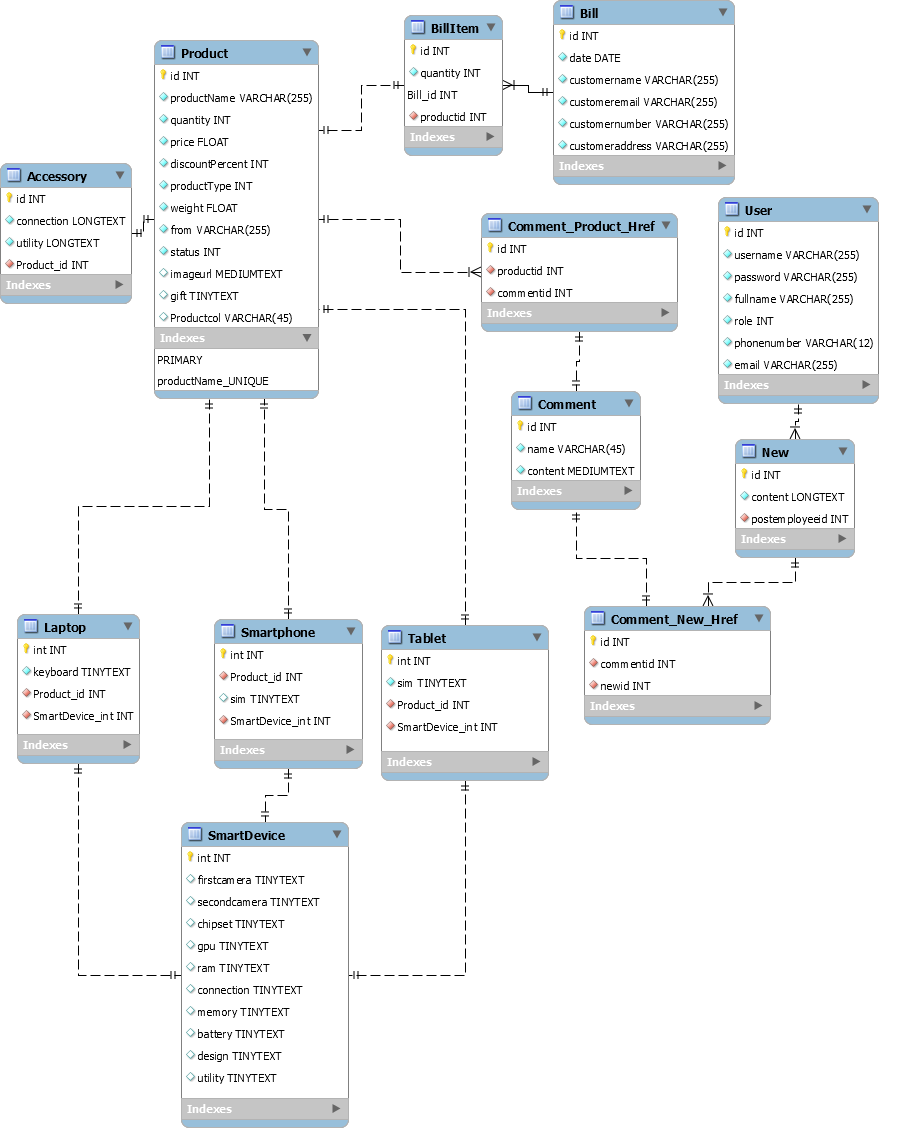 Product
id INT
productName VARCHAR(255)
quantity INT
price FLOAT
discountPercent INT
productType INT
weight FLOAT
from VARCHAR(255)
status INT
imageurl MEDIUMTEXT
gift TINYTEXT
Productcol VARCHAR(45)
Indexes
PRIMARY
productName_UNIQUE
BillItem
id INT
quantity INT
Bill_id INT
productid INT
Indexes
Bill
id INT
date DATE
customername VARCHAR(255)
customeremail VARCHAR(255)
customernumber VARCHAR(255)
customeraddress VARCHAR(255)
Indexes
Accessory
id INT
connection LONGTEXT
utility LONGTEXT
Product_id INT
Indexes
Comment_Product_Href
id INT
productid INT
commentid INT
Indexes
User
id INT
username VARCHAR(255)
password VARCHAR(255)
fullname VARCHAR(255)
role INT
phonenumber VARCHAR(12)
email VARCHAR(255)
Indexes
Comment
id INT
name VARCHAR(45)
content MEDIUMTEXT
Indexes
New
id INT
content LONGTEXT
postemployeeid INT
Indexes
Comment_New_Href
id INT
commentid INT
newid INT
Indexes
Laptop
int INT
keyboard TINYTEXT
Product_id INT
SmartDevice_int INT
Indexes
Smartphone
int INT
Product_id INT
sim TINYTEXT
SmartDevice_int INT
Indexes
Tablet
int INT
sim TINYTEXT
Product_id INT
SmartDevice_int INT
Indexes
SmartDevice
int INT
firstcamera TINYTEXT
secondcamera TINYTEXT
chipset TINYTEXT
gpu TINYTEXT
ram TINYTEXT
connection TINYTEXT
memory TINYTEXT
battery TINYTEXT
design TINYTEXT
utility TINYTEXT
Indexes